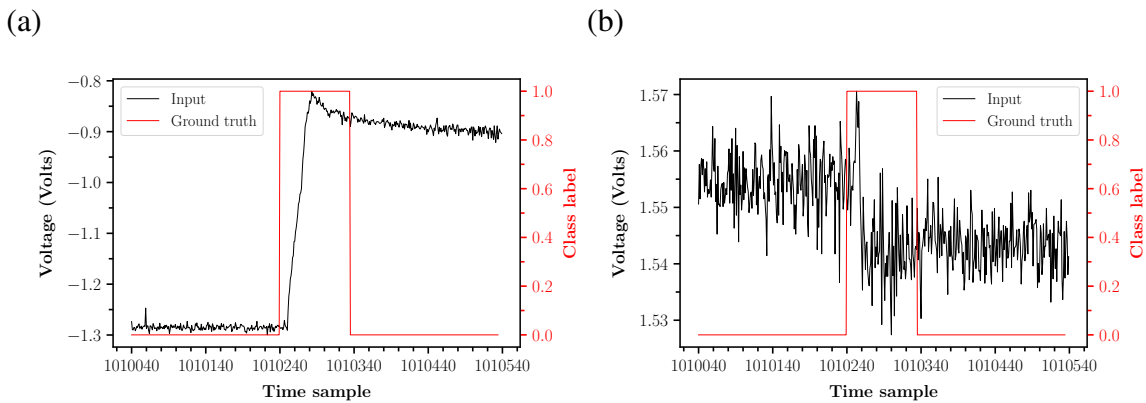 (a)
(b)
Input
Ground truth
Voltage (Volts)
−0.8
−0.9
−1.0
−1.1
−1.2
−1.3
1010040 1010140 1010240 1010340 1010440 1010540
Time sample
1.0
0.8
0.6
0.4
0.2
0.0
Class label
Input
Ground truth
Voltage (Volts)
1.57
1.56
1.55
1.54
1.53
1010040 1010140 1010240 1010340 1010440 1010540
Time sample
1.0
0.8
0.6
0.4
0.2
0.0
Class label